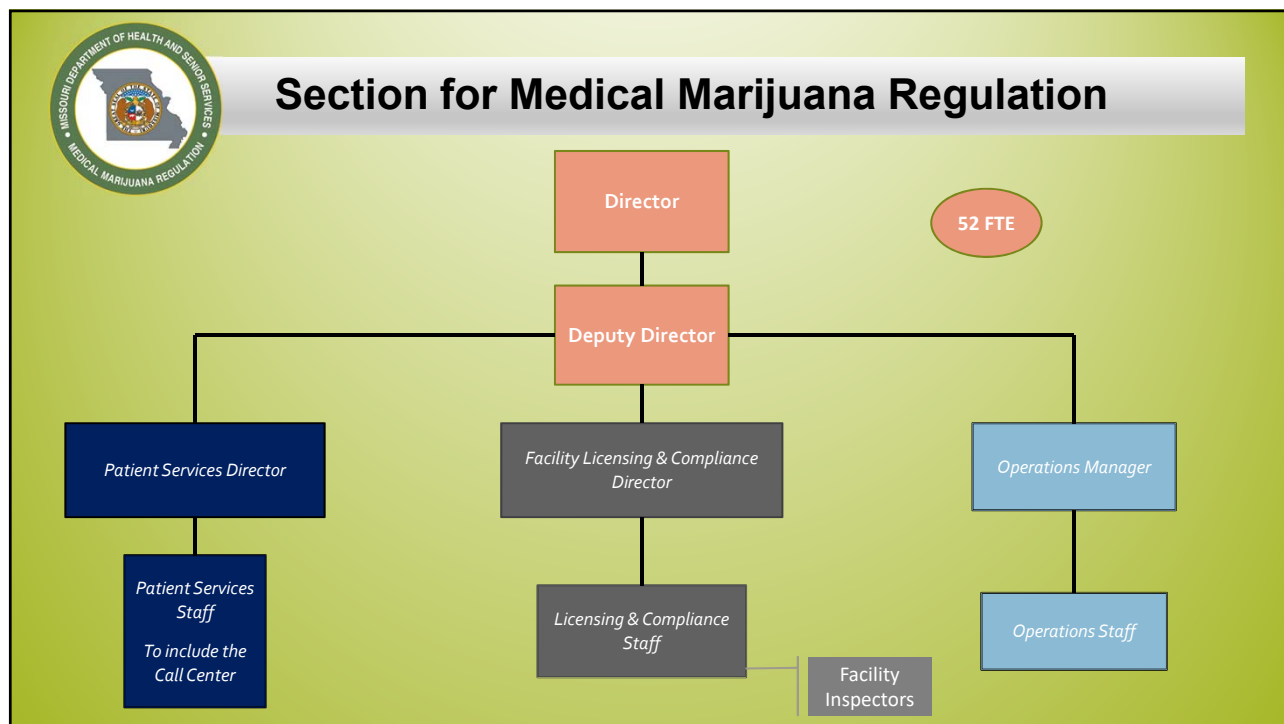 MISSOURI DEPARTMENT OF HEALTH AND SENIOR SERVICES
• MEDICAL MARIJUANA REGULATION •
Section for Medical Marijuana Regulation
Director
52 FTE
Deputy Director
Patient Services Director
Facility Licensing & Compliance
Director
Operations Manager
Patient Services
Staff
To include the
Call Center
Licensing & Compliance
Staff
Operations Staff
Facility
Inspectors